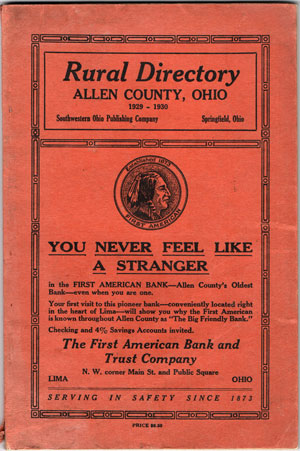 Rural Directory
ALLEN COUNTY, OHIO
1929 - 1930
Southwestern Ohio Publishing Company Springfield, Ohio
Established 1873
FIRST AMERICAN
YOU NEVER FEEL LIKE
A STRANGER
in the FIRST AMERICAN BANK—Allen County's Oldest
Bank—even when you are one.
Your first visit to this pioneer bank—conveniently located right
in the heart of Lima—will show you why the First American
is known throughout Allen County as "The Big Friendly Bank."
Checking and 4% Savings Accounts invited.
The First American Bank and
Trust Company
N. W. corner Main St. and Public Square
LIMA OHIO
SERVING IN SAFETY SINCE 1873
PRICE